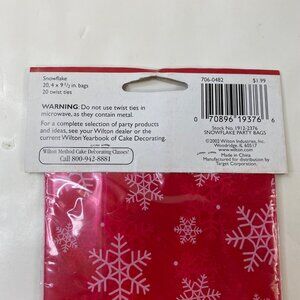 Snowflake
20, 4 x 9 1/2 in. bags
20 twist ties
706-0482
$1.99
WARNING: Do not use twist ties in
microwave, as they contain metal.
For a complete selection of party products
and ideas, see your Wilton dealer or the
current Wilton Yearbook of Cake Decorating.
Wilton Method Cake Decorating Classes
Call 800-942-8881
0 70896 19376 6
Stock No. 1912-2376
SNOWFLAKE PARTY BAGS
©2002 Wilton Industries, Inc.
Woodridge, IL 60517
www.wilton.com
Made in China
Manufactured for distribution by
Target Corporation.